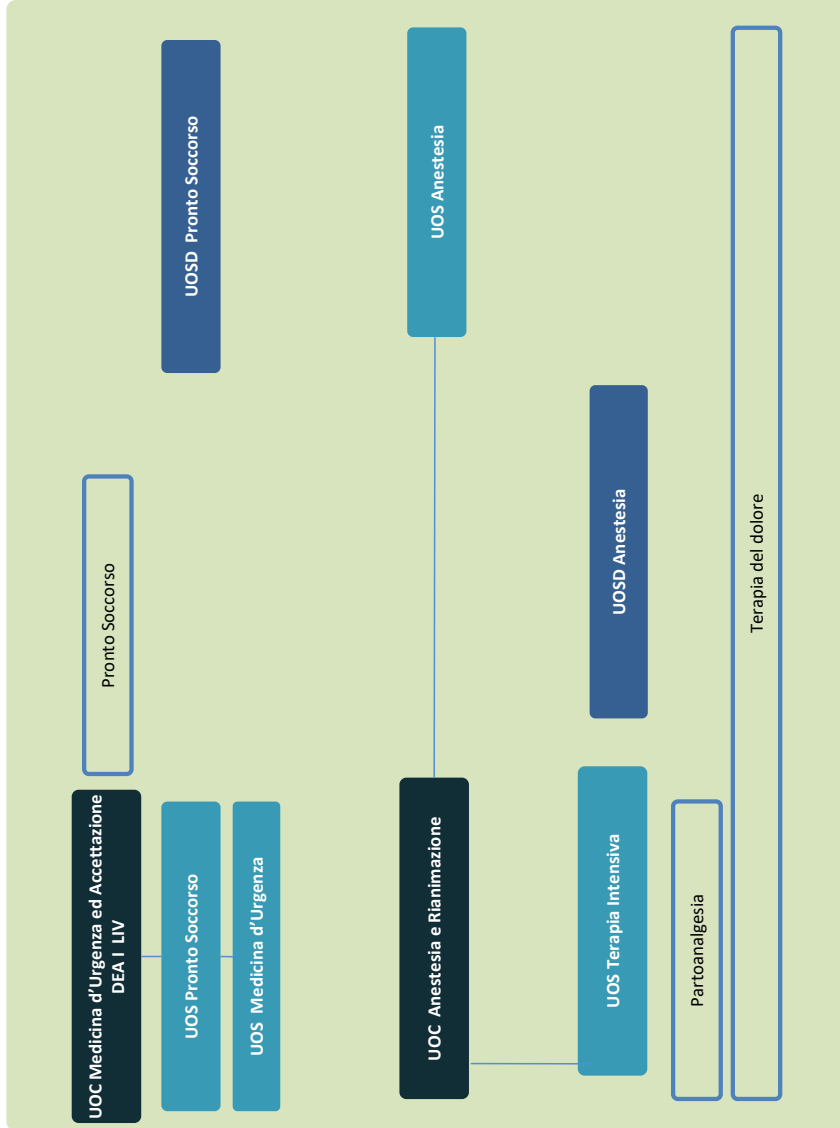 UOC Medicina d’Urgenza ed Accettazione
DEA I LIV
Pronto Soccorso
UOS Pronto Soccorso
UOSD Pronto Soccorso
UOS Medicina d’Urgenza
UOC Anestesia e Rianimazione
UOS Anestesia
UOS Terapia Intensiva
UOSD Anestesia
Partoanalgesia
Terapia del dolore